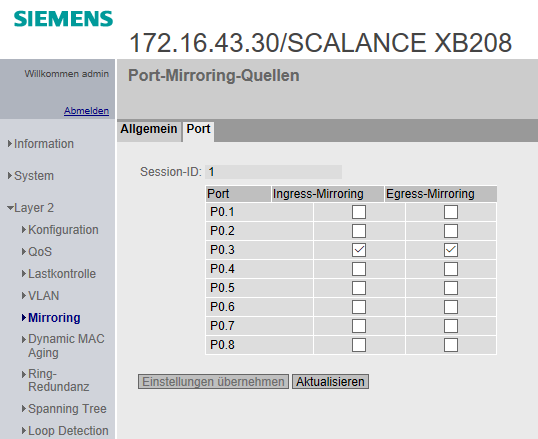 SIEMENS
172.16.43.30/SCALANCE XB208
Willkommen admin
Port-Mirroring-Quellen
Abmelden
Allgemein Port
Information
System
Layer 2
Konfiguration
QoS
Lastkontrolle
VLAN
Mirroring
Dynamic MAC
Aging
Ring-
Redundanz
Spanning Tree
Loop Detection
Session-ID: 1
Port Ingress-Mirroring Egress-Mirroring
P0.1
P0.2
P0.3
P0.4
P0.5
P0.6
P0.7
P0.8
Einstellungen übernehmen Aktualisieren